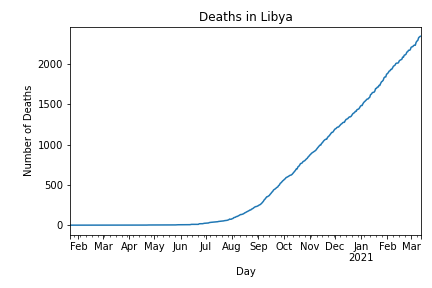 Deaths in Libya
Number of Deaths
2000
1500
1000
500
0
Feb Mar Apr May Jun Jul Aug Sep Oct Nov Dec Jan Feb Mar
2021
Day